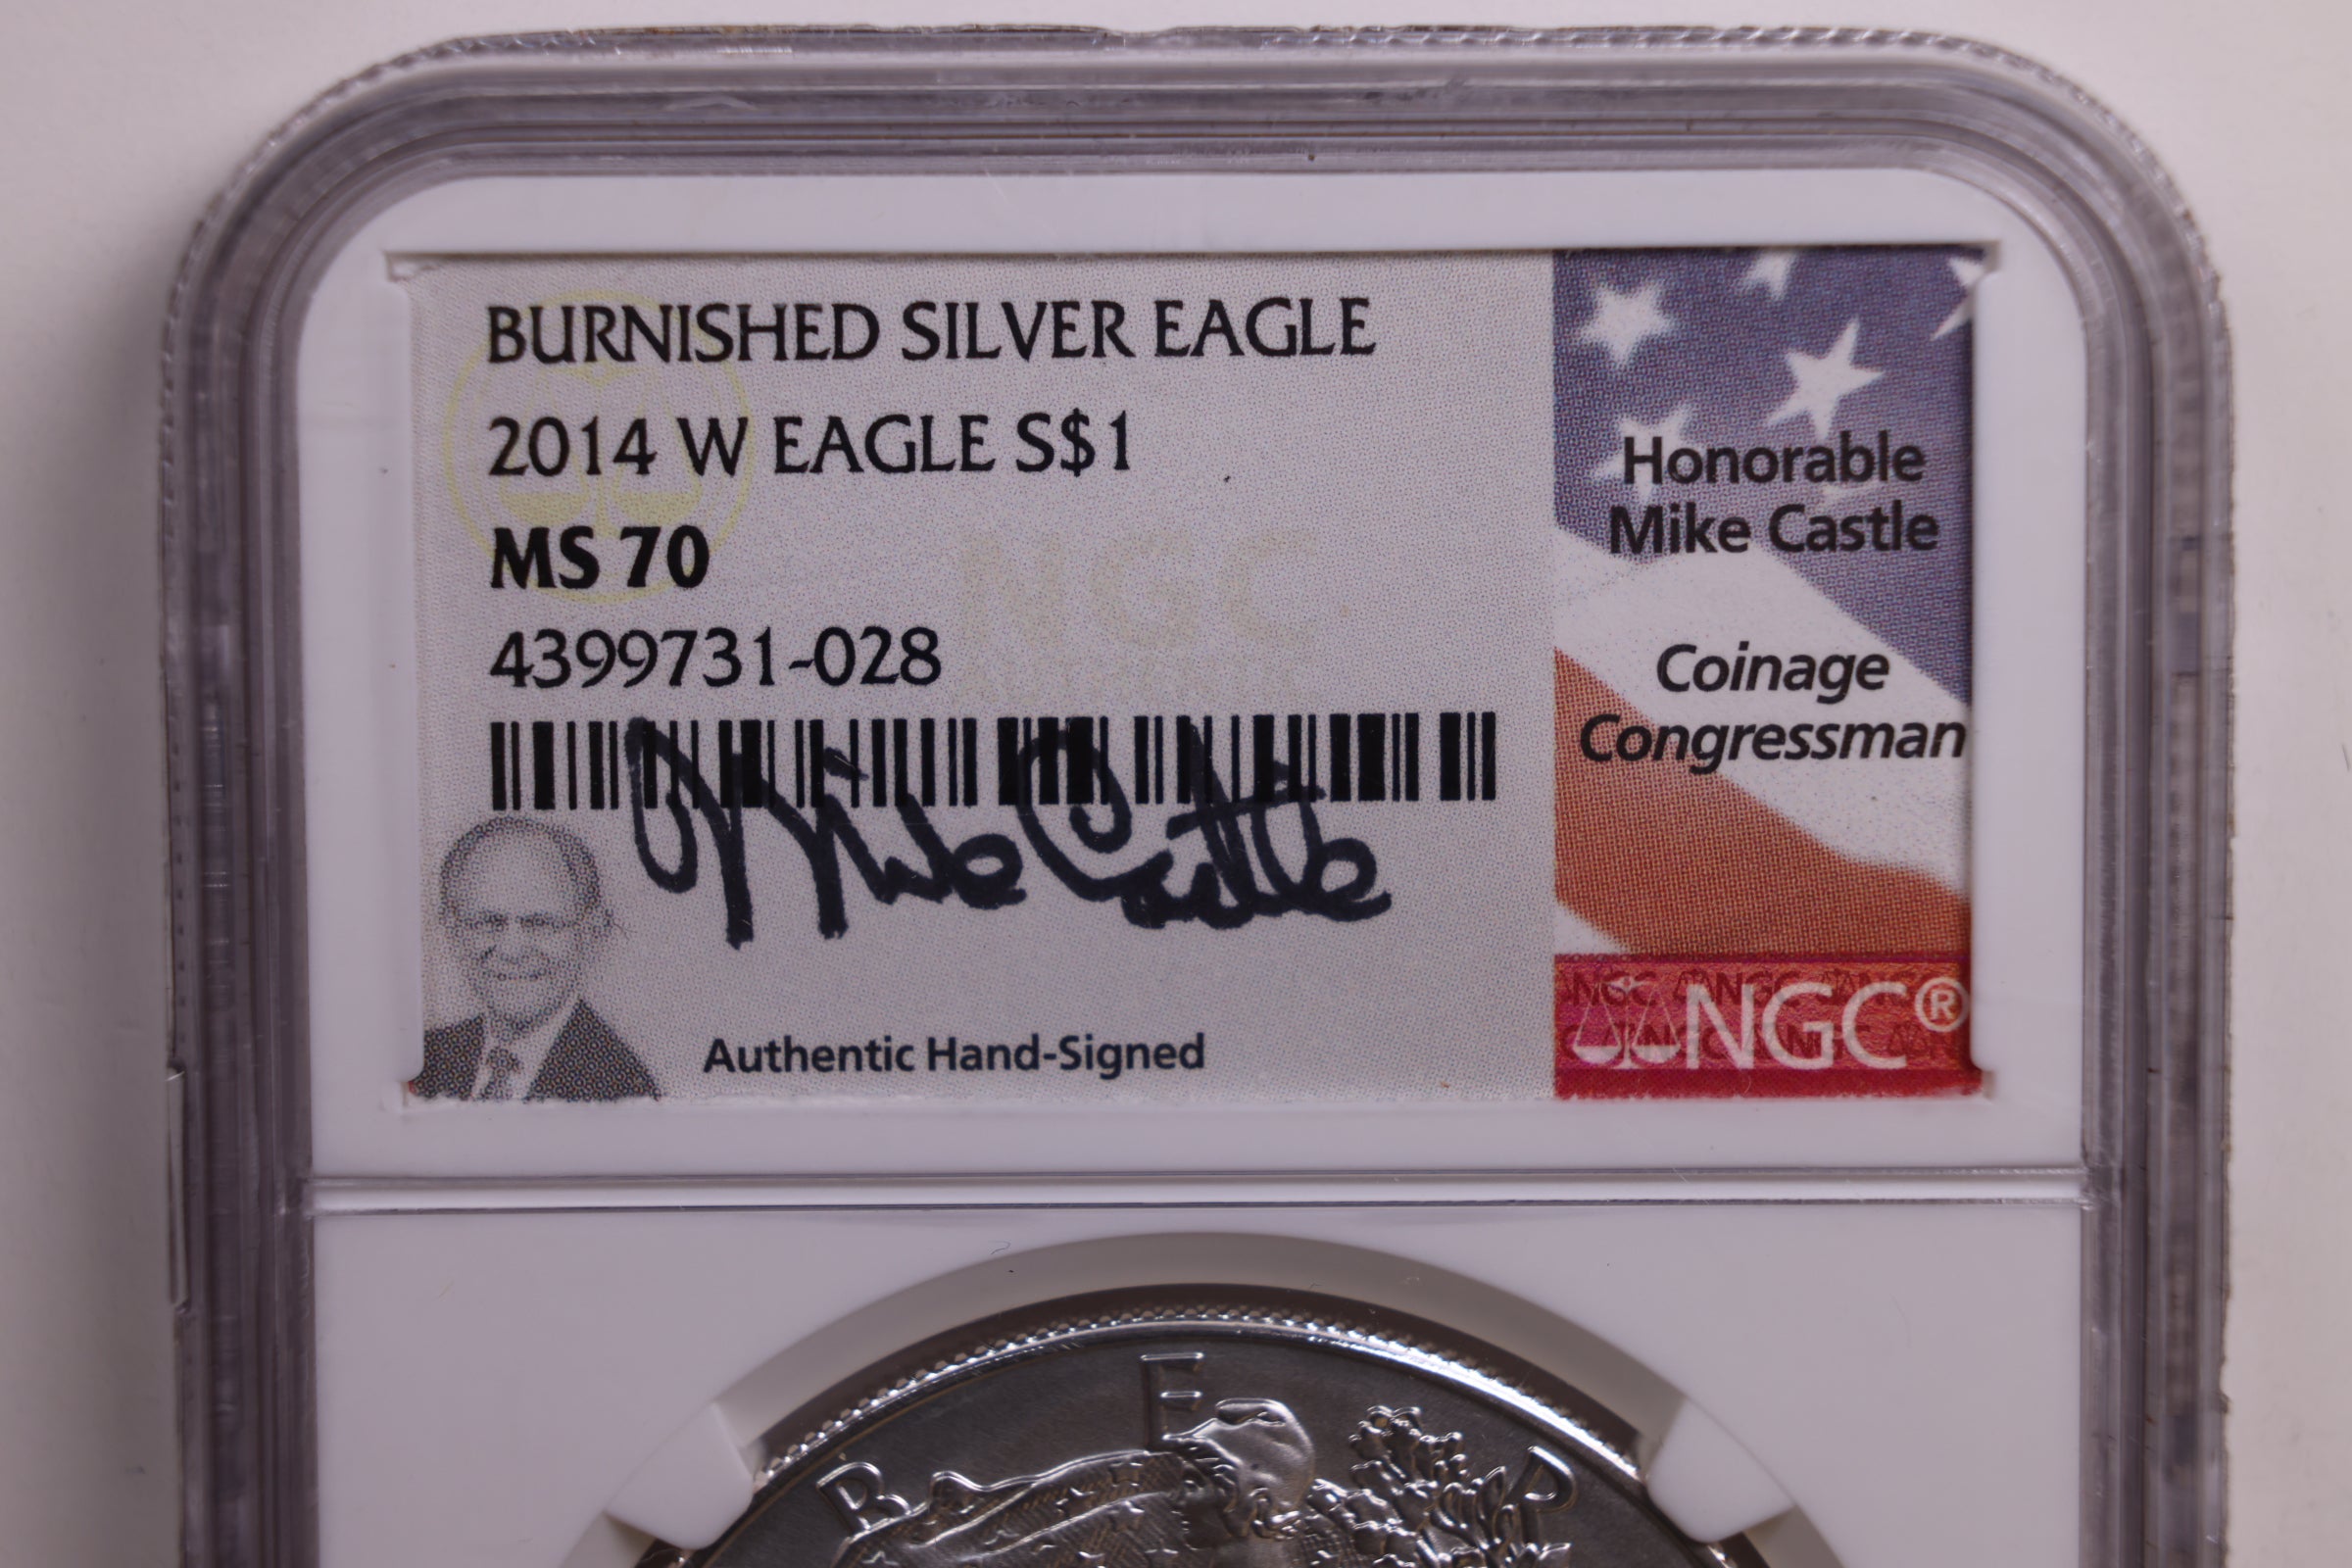 BURNISHED SILVER EAGLE
2014 W EAGLE S$1
MS 70
4399731-028
Mike Castle
Authentic Hand-Signed
Honorable
Mike Castle
Coinage
Congressman
NGC®
NGC
E
B
R